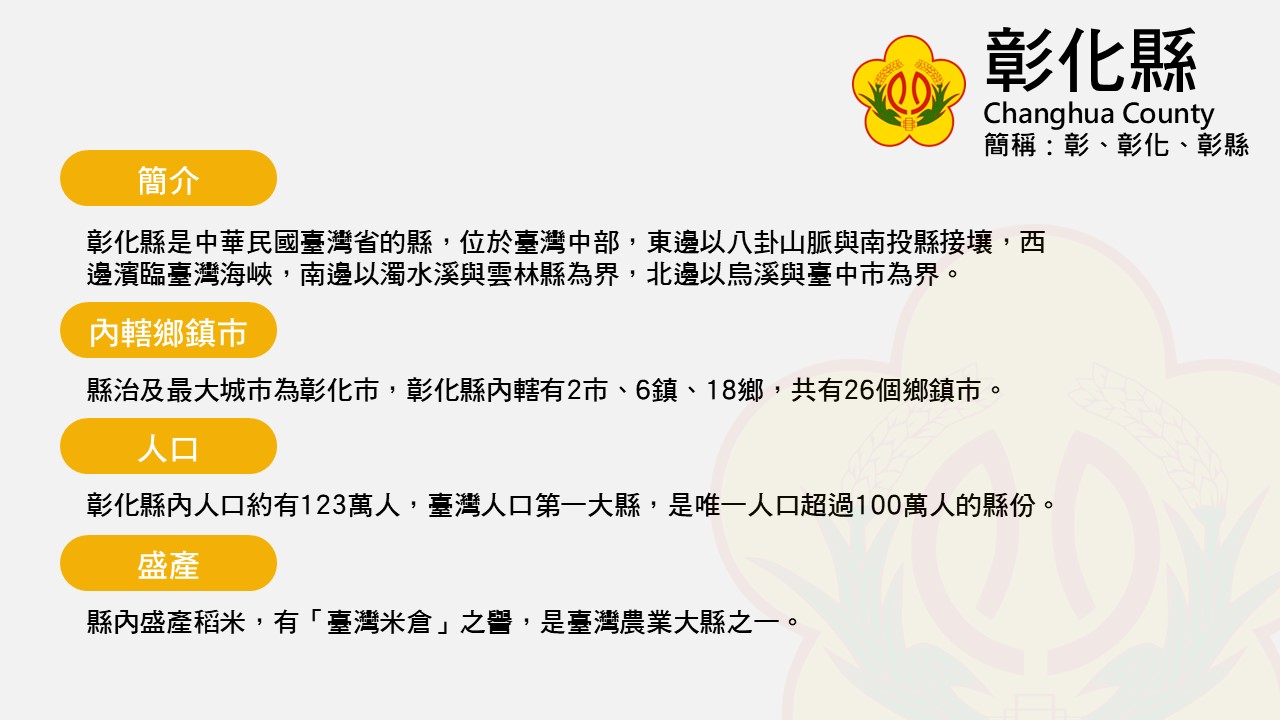 彰化縣
Changhua County
簡稱：彰、彰化、彰縣
簡介
彰化縣是中華民國臺灣省的縣，位於臺灣中部，東邊以八卦山脈與南投縣接壤，西
邊濱臨臺灣海峽，南邊以濁水溪與雲林縣為界，北邊以烏溪與臺中市為界。
內轄鄉鎮市
縣治及最大城市為彰化市，彰化縣內轄有2市、6鎮、18鄉，共有26個鄉鎮市。
人口
彰化縣內人口約有123萬人，臺灣人口第一大縣，是唯一人口超過100萬人的縣份。
盛產
縣內盛產稻米，有「臺灣米倉」之譽，是臺灣農業大縣之一。